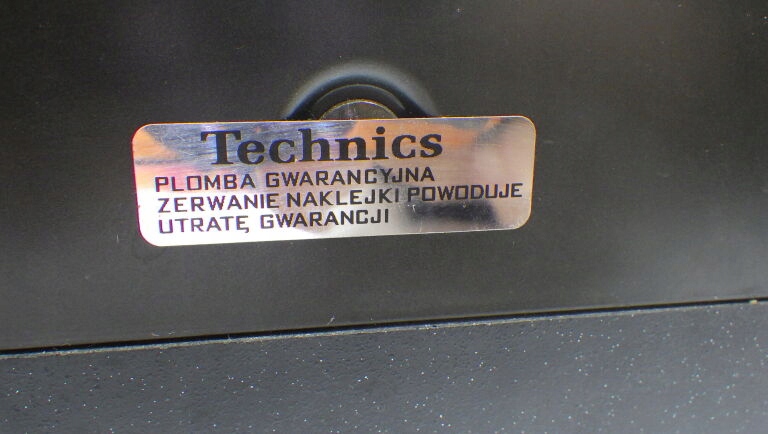 Technics
PLOMBA GWARANCYJNA
ZERWANIE NAKLEJKI POWODUJE
UTRATĘ GWARANCJI